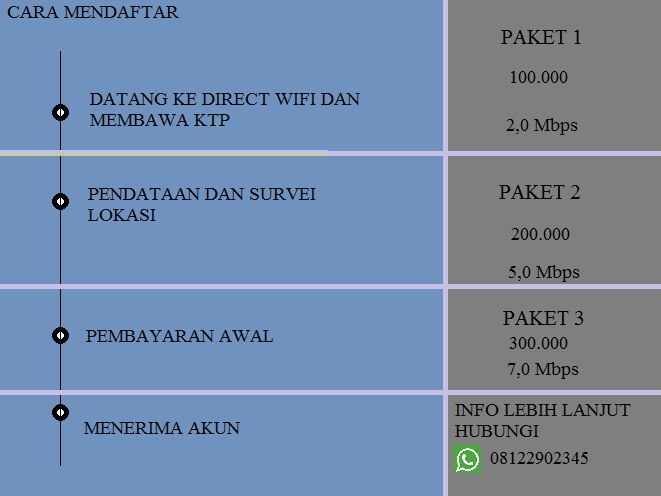 CARA MENDAFTAR
DATANG KE DIRECT WIFI DAN
MEMBAWA KTP
PENDATAAN DAN SURVEI
LOKASI
PEMBAYARAN AWAL
MENERIMA AKUN
PAKET 1
100.000
2,0 Mbps
PAKET 2
200.000
5,0 Mbps
PAKET 3
300.000
7,0 Mbps
INFO LEBIH LANJUT
HUBUNGI
08122902345